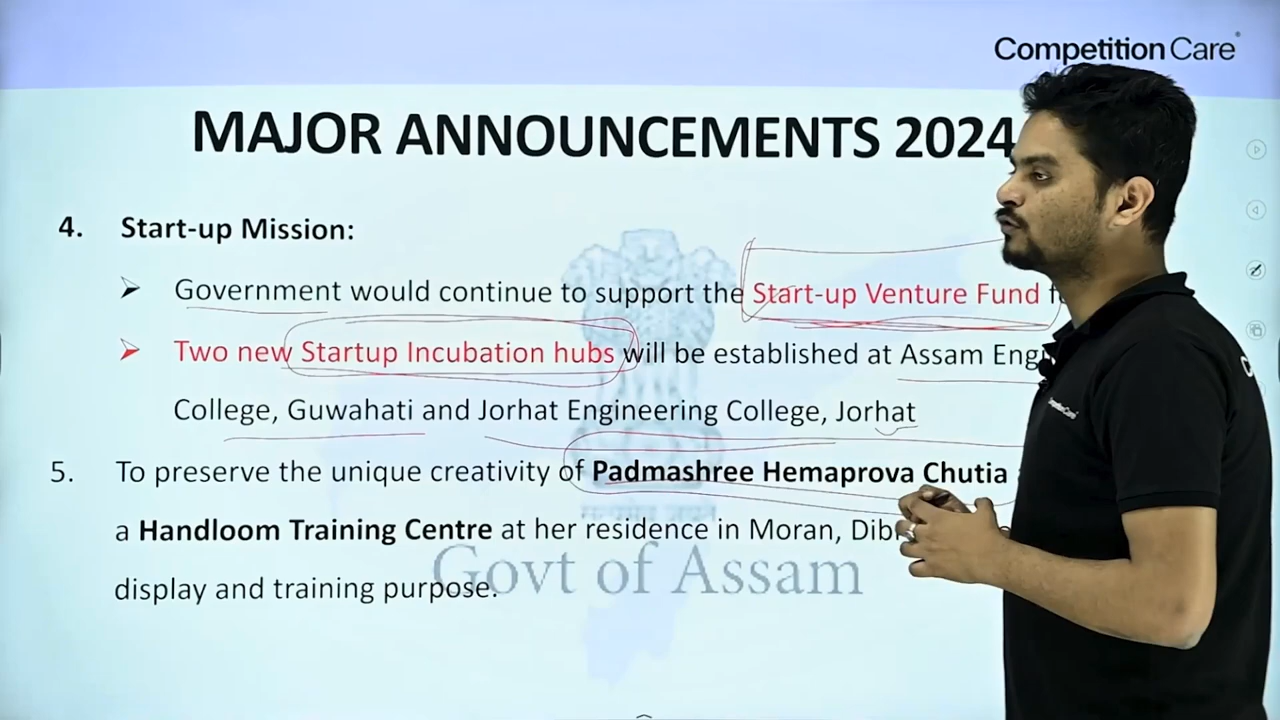 Competition Care
MAJOR ANNOUNCEMENTS 2024
4. Start-up Mission:
Government would continue to support the Start-up Venture Fund
Two new Startup Incubation hubs will be established at Assam
College, Guwahati and Jorhat Engineering College, Jorhat
5. To preserve the unique creativity of Padmashree Hemaprova Chutia
a Handloom Training Centre at her residence in Moran,
display and training purpose.
Govt of Assam